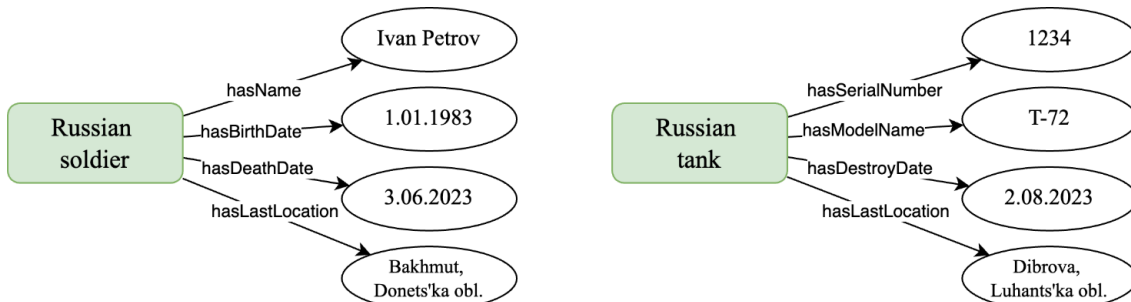 Russian
soldier
hasName
Ivan Petrov
hasBirthDate
1.01.1983
hasDeathDate
3.06.2023
hasLastLocation
Bakhmut,
Donets'ka obl.
Russian
tank
hasSerialNumber
1234
hasModelName
T-72
hasDestroyDate
2.08.2023
hasLastLocation
Dibrova,
Luhants'ka obl.